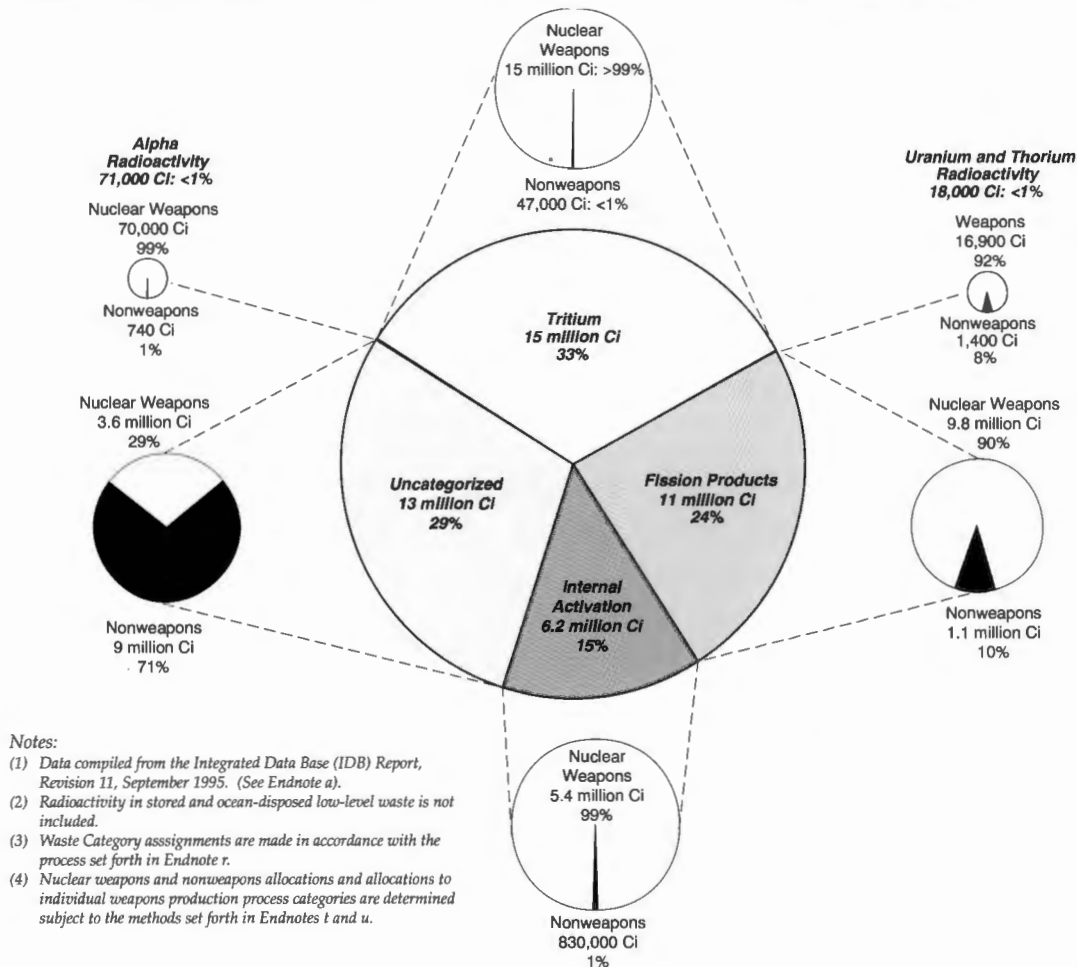 Nuclear
Weapons
15 million Ci: >99%
Nonweapons
47,000 Ci: <1%
Alpha
Radioactivity
71,000 Ci: <1%
Nuclear Weapons
70,000 Ci
99%
Nonweapons
740 Ci
1%
Uranium and Thorium
Radioactivity
18,000 Ci: <1%
Weapons
16,900 Ci
92%
Nonweapons
1,400 Ci
8%
Tritium
15 million Ci
33%
Nuclear Weapons
3.6 million Ci
29%
Nonweapons
9 million Ci
71%
Uncategorized
13 million Ci
29%
Fission Products
11 million Ci
24%
Internal
Activation
6.2 million Ci
15%
Nuclear Weapons
9.8 million Ci
90%
Nonweapons
1.1 million Ci
10%
Nuclear
Weapons
5.4 million Ci
99%
Nonweapons
830,000 Ci
1%
Notes:
(1) Data compiled from the Integrated Data Base (IDB) Report,
Revision 11, September 1995. (See Endnote a).
(2) Radioactivity in stored and ocean-disposed low-level waste is not
included.
(3) Waste Category asssignments are made in accordance with the
process set forth in Endnote r.
(4) Nuclear weapons and nonweapons allocations and allocations to
individual weapons production process categories are determined
subject to the methods set forth in Endnotes t and u.